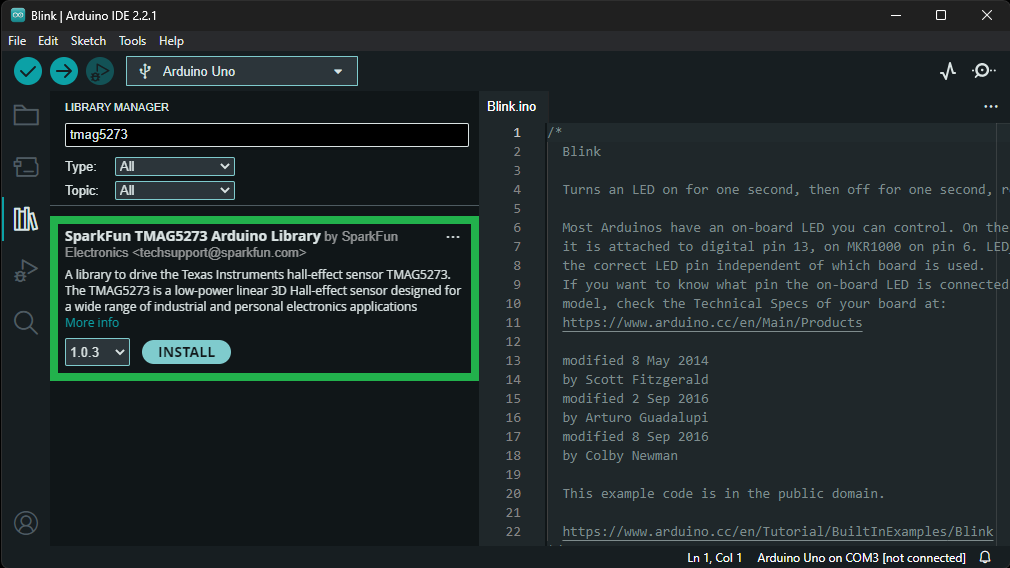 Blink | Arduino IDE 2.2.1
File Edit Sketch Tools Help
Arduino Uno
LIBRARY MANAGER
tmag5273
Type: All
Topic: All
SparkFun TMAG5273 Arduino Library by SparkFun
Electronics <techsupport@sparkfun.com>
A library to drive the Texas Instruments hall-effect sensor TMAG5273.
The TMAG5273 is a low-power linear 3D Hall-effect sensor designed for
a wide range of industrial and personal electronics applications
More info
1.0.3 INSTALL
Blink.ino
1 /*
2 Blink
3
4 Turns an LED on for one second, then off for one second,
5
6 Most Arduinos have an on-board LED you can control. On the
7 it is attached to digital pin 13, on MKR1000 on pin 6. LED
8 the correct LED pin independent of which board is used.
9 If you want to know what pin the on-board LED is connected
10 model, check the Technical Specs of your board at:
11 https://www.arduino.cc/en/Main/Products
12
13 modified 8 May 2014
14 by Scott Fitzgerald
15 modified 2 Sep 2016
16 by Arturo Guadalupi
17 modified 8 Sep 2016
18 by Colby Newman
19
20 This example code is in the public domain.
21
22 https://www.arduino.cc/en/Tutorial/BuiltInExamples/Blink
Ln 1, Col 1 Arduino Uno on COM3 [not connected]